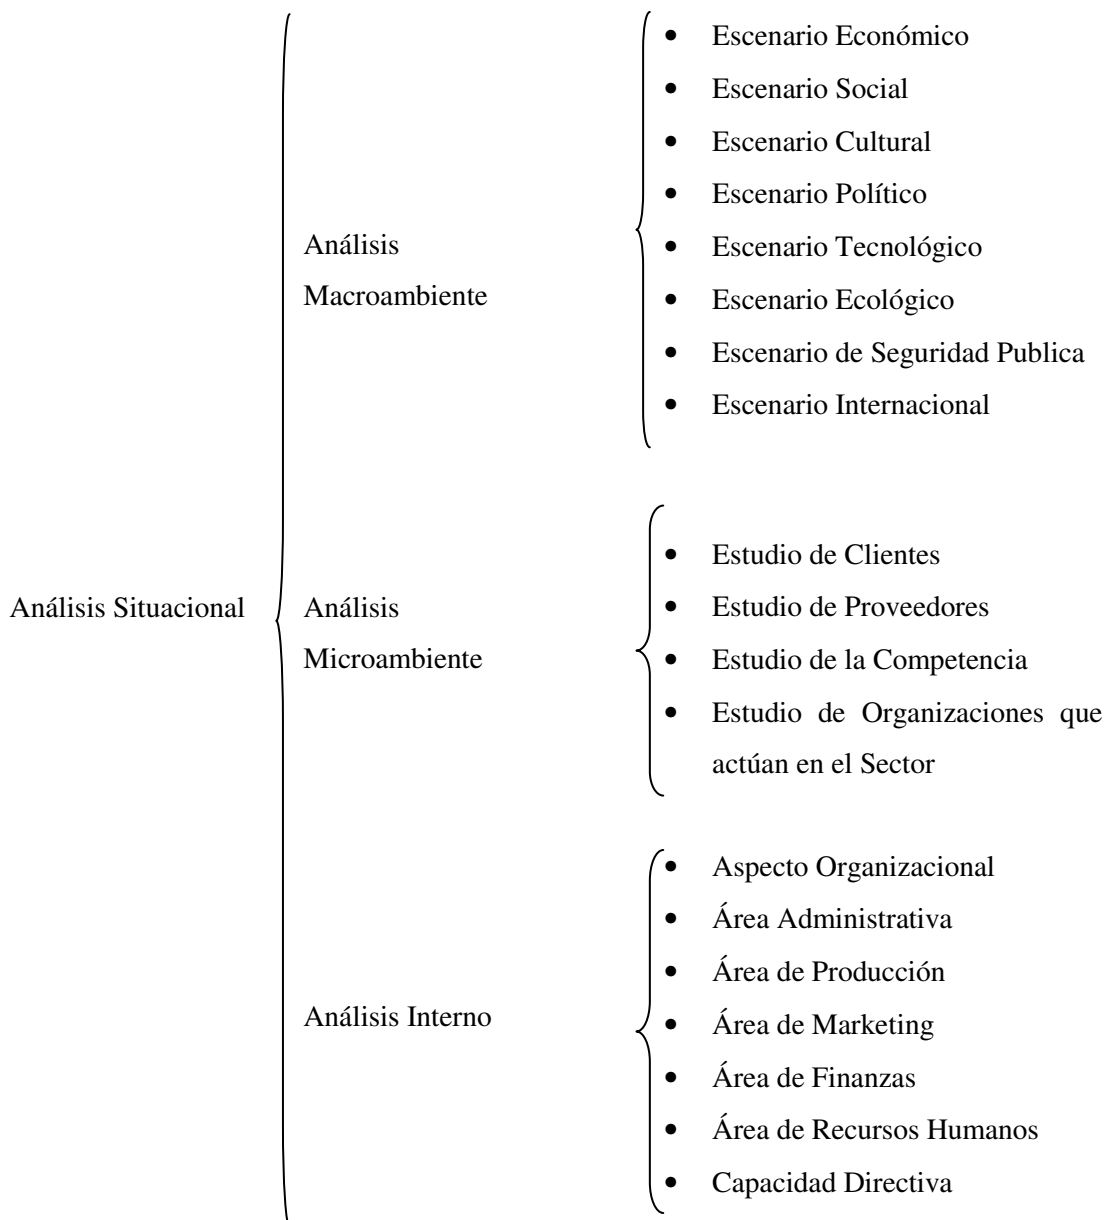 Análisis Situacional
Análisis
Macroambiente
• Escenario Económico
• Escenario Social
• Escenario Cultural
• Escenario Político
• Escenario Tecnológico
• Escenario Ecológico
• Escenario de Seguridad Publica
• Escenario Internacional
Análisis
Microambiente
• Estudio de Clientes
• Estudio de Proveedores
• Estudio de la Competencia
• Estudio de Organizaciones que
actúan en el Sector
Análisis Interno
• Aspecto Organizacional
• Área Administrativa
• Área de Producción
• Área de Marketing
• Área de Finanzas
• Área de Recursos Humanos
• Capacidad Directiva